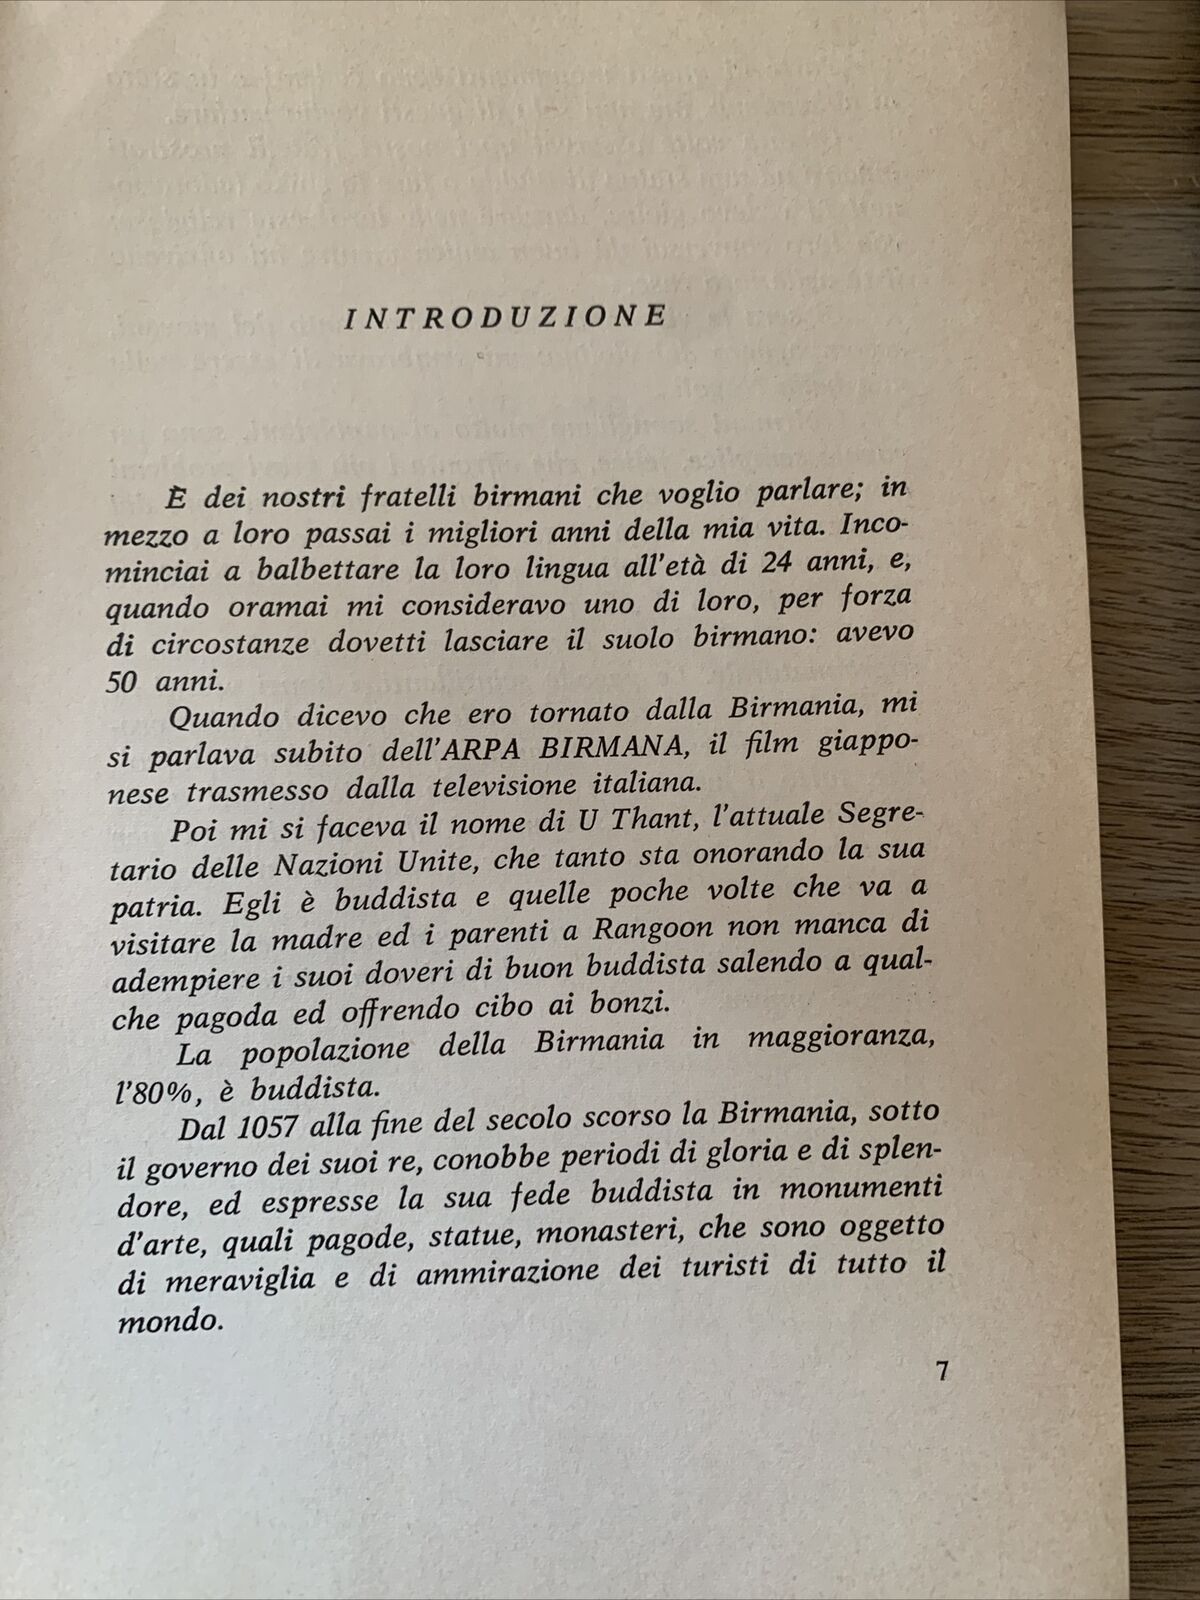 INTRODUZIONE
È dei nostri fratelli birmani che voglio parlare; in
mezzo a loro passai i migliori anni della mia vita. Inco-
minciai a balbettare la loro lingua all'età di 24 anni, e,
quando oramai mi consideravo uno di loro, per forza
di circostanze dovetti lasciare il suolo birmano: avevo
50 anni.
Quando dicevo che ero tornato dalla Birmania, mi
si parlava subito dell'ARPA BIRMANA, il film giappo-
nese trasmesso dalla televisione italiana.
Poi mi si faceva il nome di U Thant, l'attuale Segre-
tario delle Nazioni Unite, che tanto sta onorando la sua
patria. Egli è buddista e quelle poche volte che va a
visitare la madre ed i parenti a Rangoon non manca di
adempiere i suoi doveri di buon buddista salendo a qual-
che pagoda ed offrendo cibo ai bonzi.
La popolazione della Birmania in maggioranza,
l'80%, è buddista.
Dal 1057 alla fine del secolo scorso la Birmania, sotto
il governo dei suoi re, conobbe periodi di gloria e di splen-
dore, ed espresse la sua fede buddista in monumenti
d'arte, quali pagode, statue, monasteri, che sono oggetto
di meraviglia e di ammirazione dei turisti di tutto il
mondo.
7